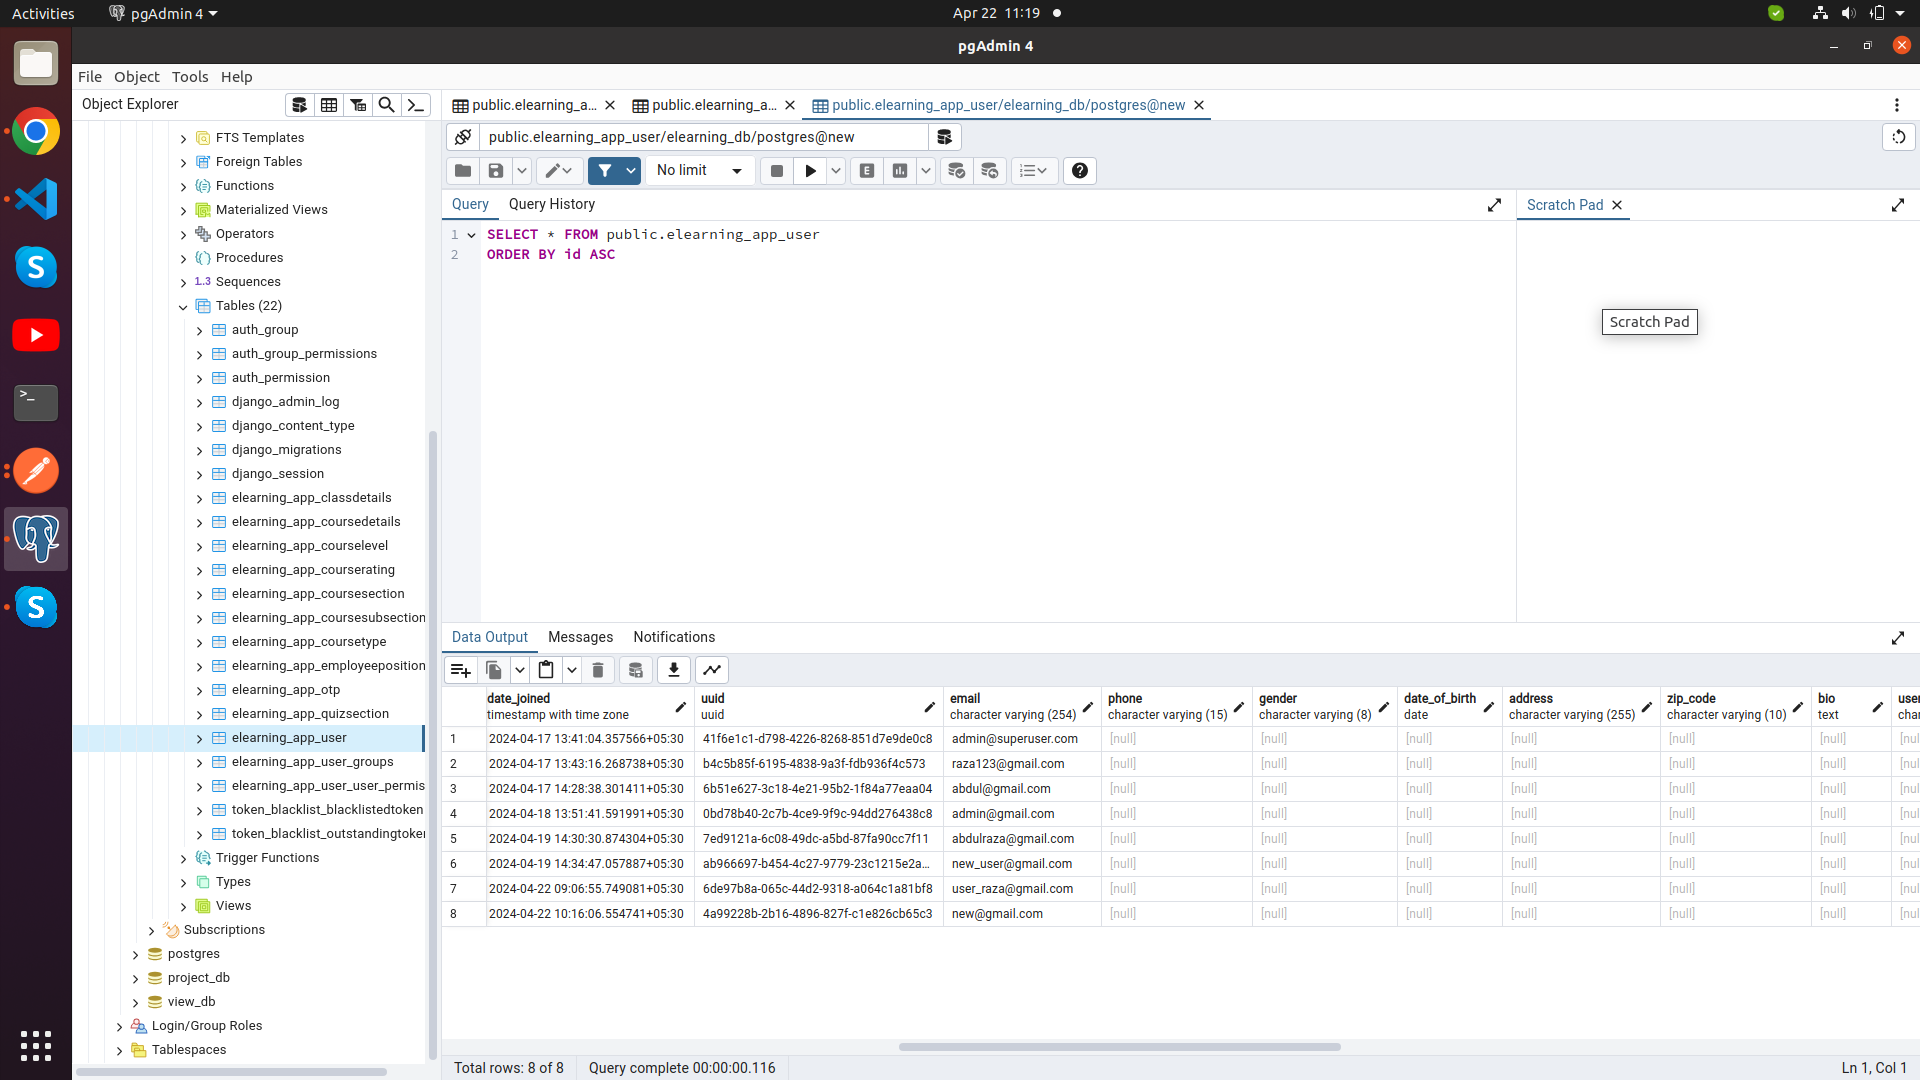 Activities
pgAdmin 4
Apr 22 11:19
pgAdmin 4
File Object Tools Help
Object Explorer
public.elearning_a...
public.elearning_a...
public.elearning_app_user/elearning_db/postgres@new
public.elearning_app_user/elearning_db/postgres@new
No limit
E
Query
Query History
Scratch Pad
1 SELECT * FROM public.elearning_app_user
2 ORDER BY id ASC
Scratch Pad
FTS Templates
Foreign Tables
Functions
Materialized Views
Operators
Procedures
1..3 Sequences
Tables (22)
auth_group
auth_group_permissions
auth_permission
django_admin_log
django_content_type
django_migrations
django_session
elearning_app_classdetails
elearning_app_coursedetails
elearning_app_courselevel
elearning_app_courserating
elearning_app_coursesection
elearning_app_coursesubsection
elearning_app_coursetype
elearning_app_employeeposition
elearning_app_otp
elearning_app_quizsection
elearning_app_user
elearning_app_user_groups
elearning_app_user_user_permis
token_blacklist_blacklistedtoken
token_blacklist_outstandingtoken
Trigger Functions
Types
Views
Subscriptions
postgres
project_db
view_db
Login/Group Roles
Tablespaces
Data Output
Messages
Notifications
date_joined uuid email phone gender date_of_birth address zip_code bio user
timestamp with time zone uuid character varying (254) character varying (15) character varying (8) date character varying (255) character varying (10) text char
1 2024-04-17 13:41:04.357566+05:30 41f6e1c1-d798-4226-8268-851d7e9de0c8 admin@superuser.com [null] [null] [null] [null] [null] [null] [nul
2 2024-04-17 13:43:16.268738+05:30 b4c5b85f-6195-4838-9a3f-fdb936f4c573 raza123@gmail.com [null] [null] [null] [null] [null] [null] [nul
3 2024-04-17 14:28:38.301411+05:30 6b51e627-3c18-4e21-95b2-1f84a77eaa04 abdul@gmail.com [null] [null] [null] [null] [null] [null] [nul
4 2024-04-18 13:51:41.591991+05:30 0bd78b40-2c7b-4ce9-9f9c-94dd276438c8 admin@gmail.com [null] [null] [null] [null] [null] [null] [nul
5 2024-04-19 14:30:30.874304+05:30 7ed9121a-6c08-49dc-a5bd-87fa90cc7f11 abdulraza@gmail.com [null] [null] [null] [null] [null] [null] [nul
6 2024-04-19 14:34:47.057887+05:30 ab966697-b454-4c27-9779-23c1215e2a... new_user@gmail.com [null] [null] [null] [null] [null] [null] [nul
7 2024-04-22 09:06:55.749081+05:30 6de97b8a-065c-44d2-9318-a064c1a81bf8 user_raza@gmail.com [null] [null] [null] [null] [null] [null] [nul
8 2024-04-22 10:16:06.554741+05:30 4a99228b-2b16-4896-827f-c1e826cb65c3 new@gmail.com [null] [null] [null] [null] [null] [null] [nul
Total rows: 8 of 8
Query complete 00:00:00.116
Ln 1, Col 1